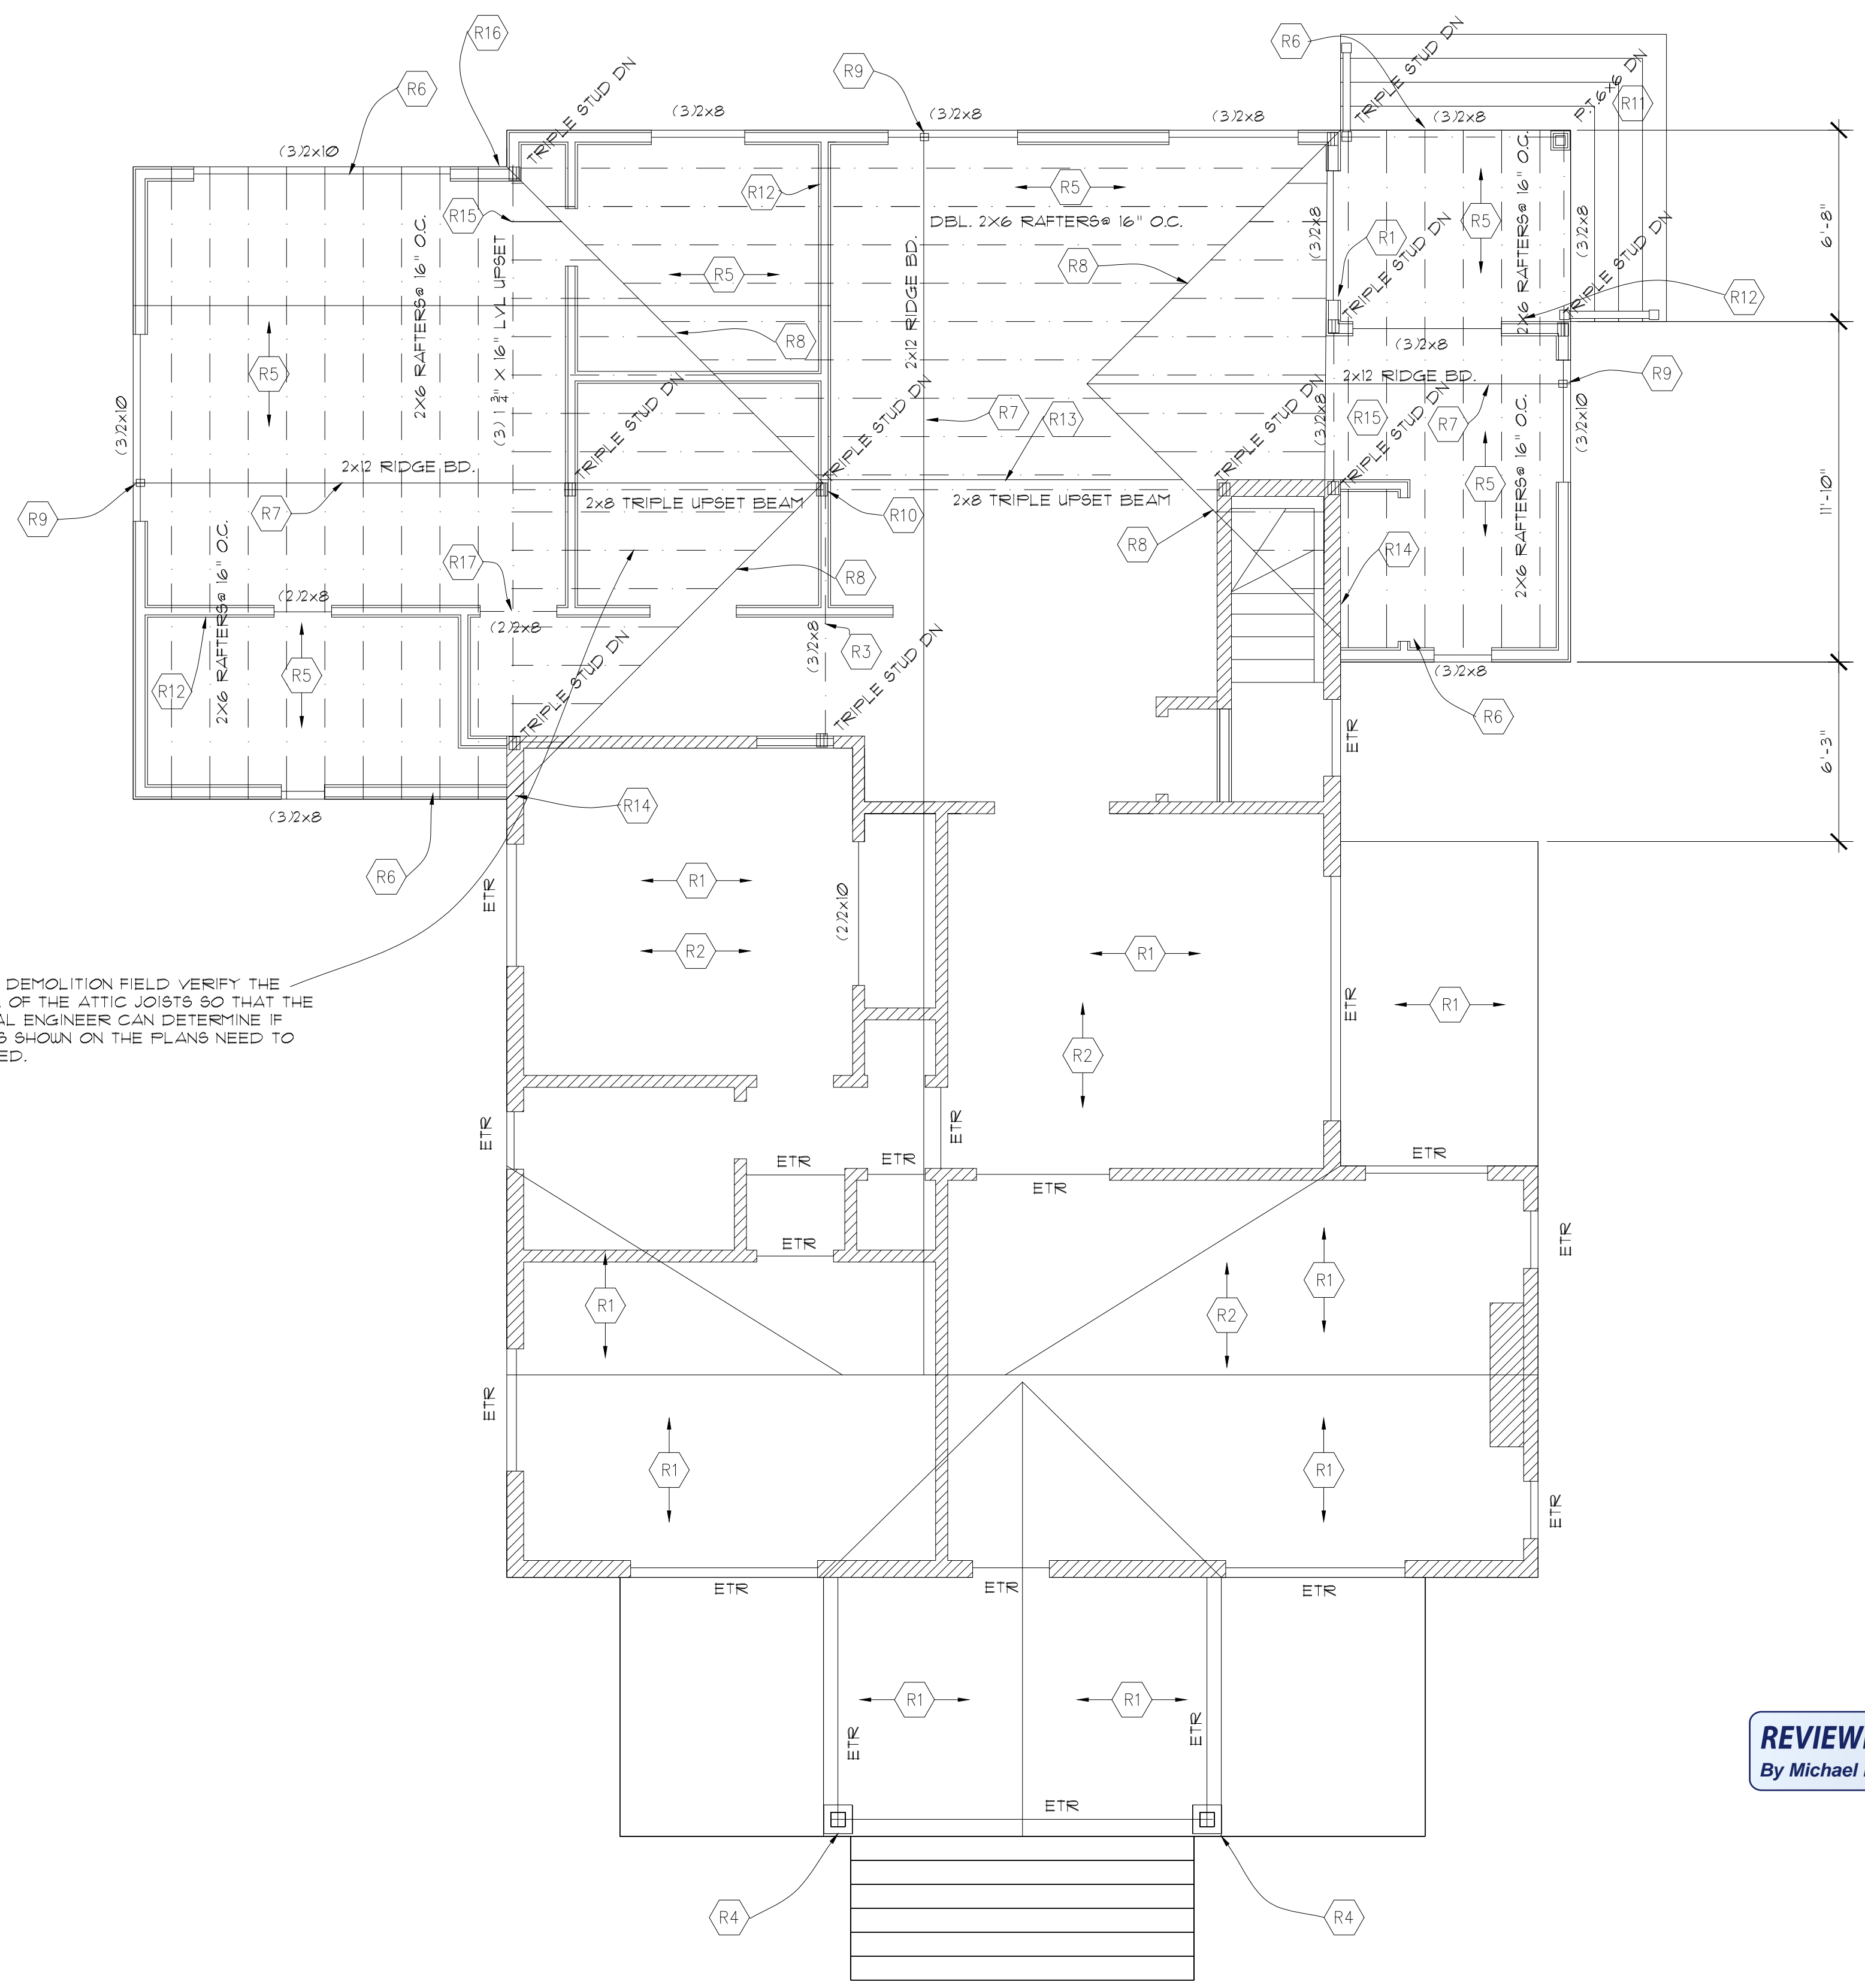 R16
R6
TRIPLE STUD DN
R9
R6
TRIPLE STUD DN
P.T. 6X6 DN
R11
(3)2x8
(3)2x8
(3)2x8
(3)2x8
(3)2x10
R12
R5
R15
DBL. 2X6 RAFTERS@ 16" O.C.
2X6 RAFTERS@ 16" O.C.
(3) 1 3/4" X 16" LVL UPSET
R5
R8
2x12 RIDGE BD.
(3)2x8
R1
TRIPLE STUD DN
R5
2X6 RAFTERS@ 16" O.C.
(3)2x8
TRIPLE STUD DN
6'-8"
R12
R8
R5
(3)2x10
(3)2x8
2x12 RIDGE BD.
R9
TRIPLE STUD DN
TRIPLE STUD DN
R7
R13
TRIPLE STUD DN
(3)2x8
R15
TRIPLE STUD DN
R7
(3)2x10
2x12 RIDGE BD.
R9
R7
2x8 TRIPLE UPSET BEAM
R10
2x8 TRIPLE UPSET BEAM
R8
R5
2X6 RAFTERS@ 16" O.C.
11'-10"
2X6 RAFTERS@ 16" O.C.
R17
R8
R14
(2)2x8
(2)2x8
(3)2x8
R3
R5
R12
TRIPLE STUD DN
TRIPLE STUD DN
(3)2x8
R6
ETR
6'-3"
(3)2x8
R14
R6
ETR
R1
(2)2x10
R2
R1
ETR
R1
DEMOLITION FIELD VERIFY THE
OF THE ATTIC JOISTS SO THAT THE
ENGINEER CAN DETERMINE IF
SHOWN ON THE PLANS NEED TO
R2
ETR
ETR
ETR
ETR
ETR
ETR
ETR
ETR
R1
R1
R2
ETR
R1
R1
ETR
ETR
ETR
ETR
R1
R1
ETR
ETR
ETR
R4
R4
By Michael